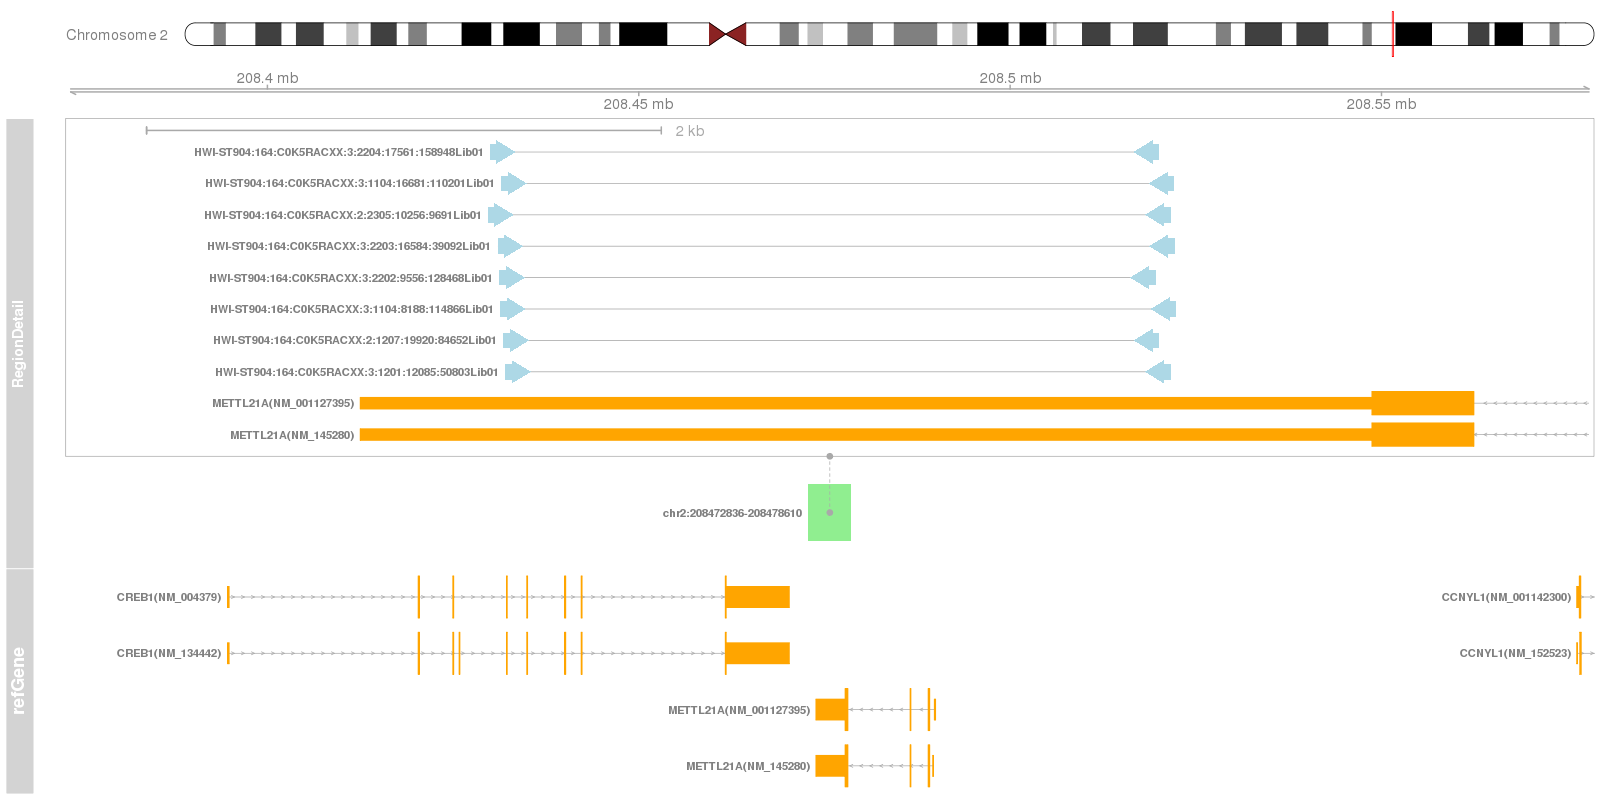 Chromosome 2
208.4 mb
208.5 mb
208.45 mb
208.55 mb
RegionDetail
2 kb
HWI-ST904:164:C0K5RACXX:3:2204:17561:158948Lib01
HWI-ST904:164:C0K5RACXX:3:1104:16681:110201Lib01
HWI-ST904:164:C0K5RACXX:2:2305:10256:9691Lib01
HWI-ST904:164:C0K5RACXX:3:2203:16584:39092Lib01
HWI-ST904:164:C0K5RACXX:3:2202:9556:128468Lib01
HWI-ST904:164:C0K5RACXX:3:1104:8188:114866Lib01
HWI-ST904:164:C0K5RACXX:2:1207:19920:84652Lib01
HWI-ST904:164:C0K5RACXX:3:1201:12085:50803Lib01
METTL21A(NM_001127395)
METTL21A(NM_145280)
chr2:208472836-208478610
refGene
CREB1(NM_004379)
CCNYL1(NM_001142300)
CREB1(NM_134442)
CCNYL1(NM_152523)
METTL21A(NM_001127395)
METTL21A(NM_145280)